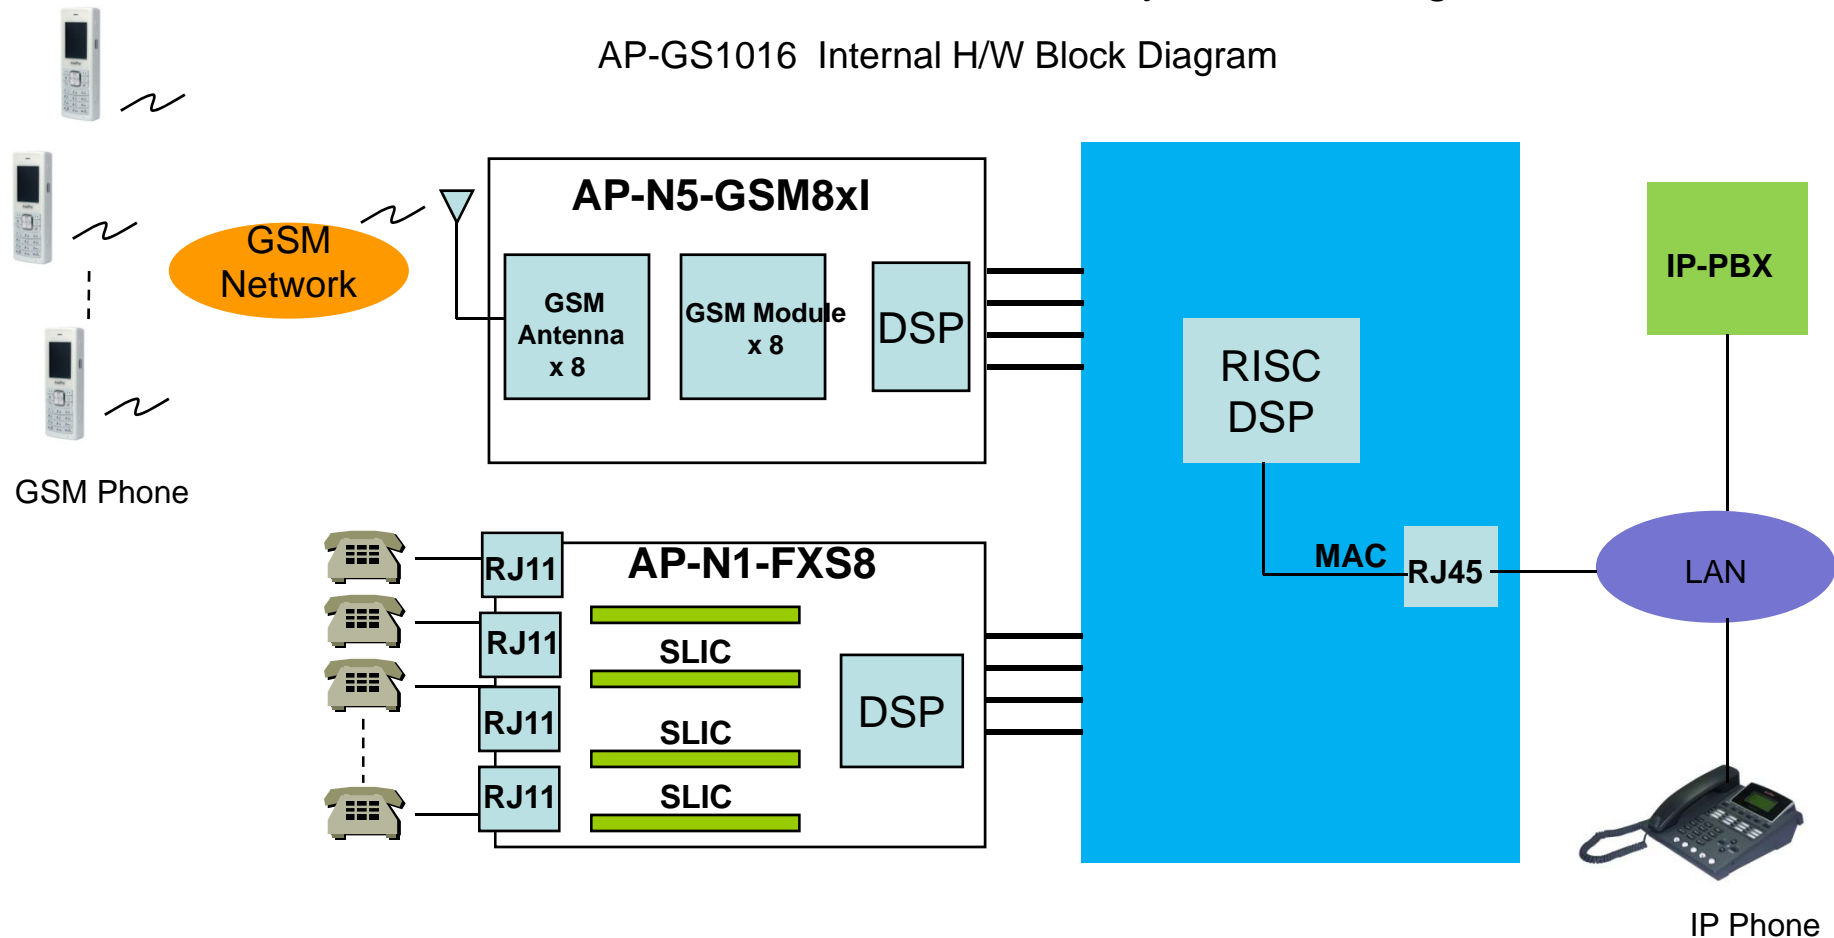 AP-GS1016 Internal H/W Block Diagram
AP-N5-GSM8xI
GSM
Network
GSM
Antenna
x 8
GSM Module
x 8
DSP
RISC
DSP
IP-PBX
GSM Phone
AP-N1-FXS8
RJ11
RJ11
RJ11
RJ11
SLIC
SLIC
SLIC
DSP
MAC
RJ45
LAN
IP Phone